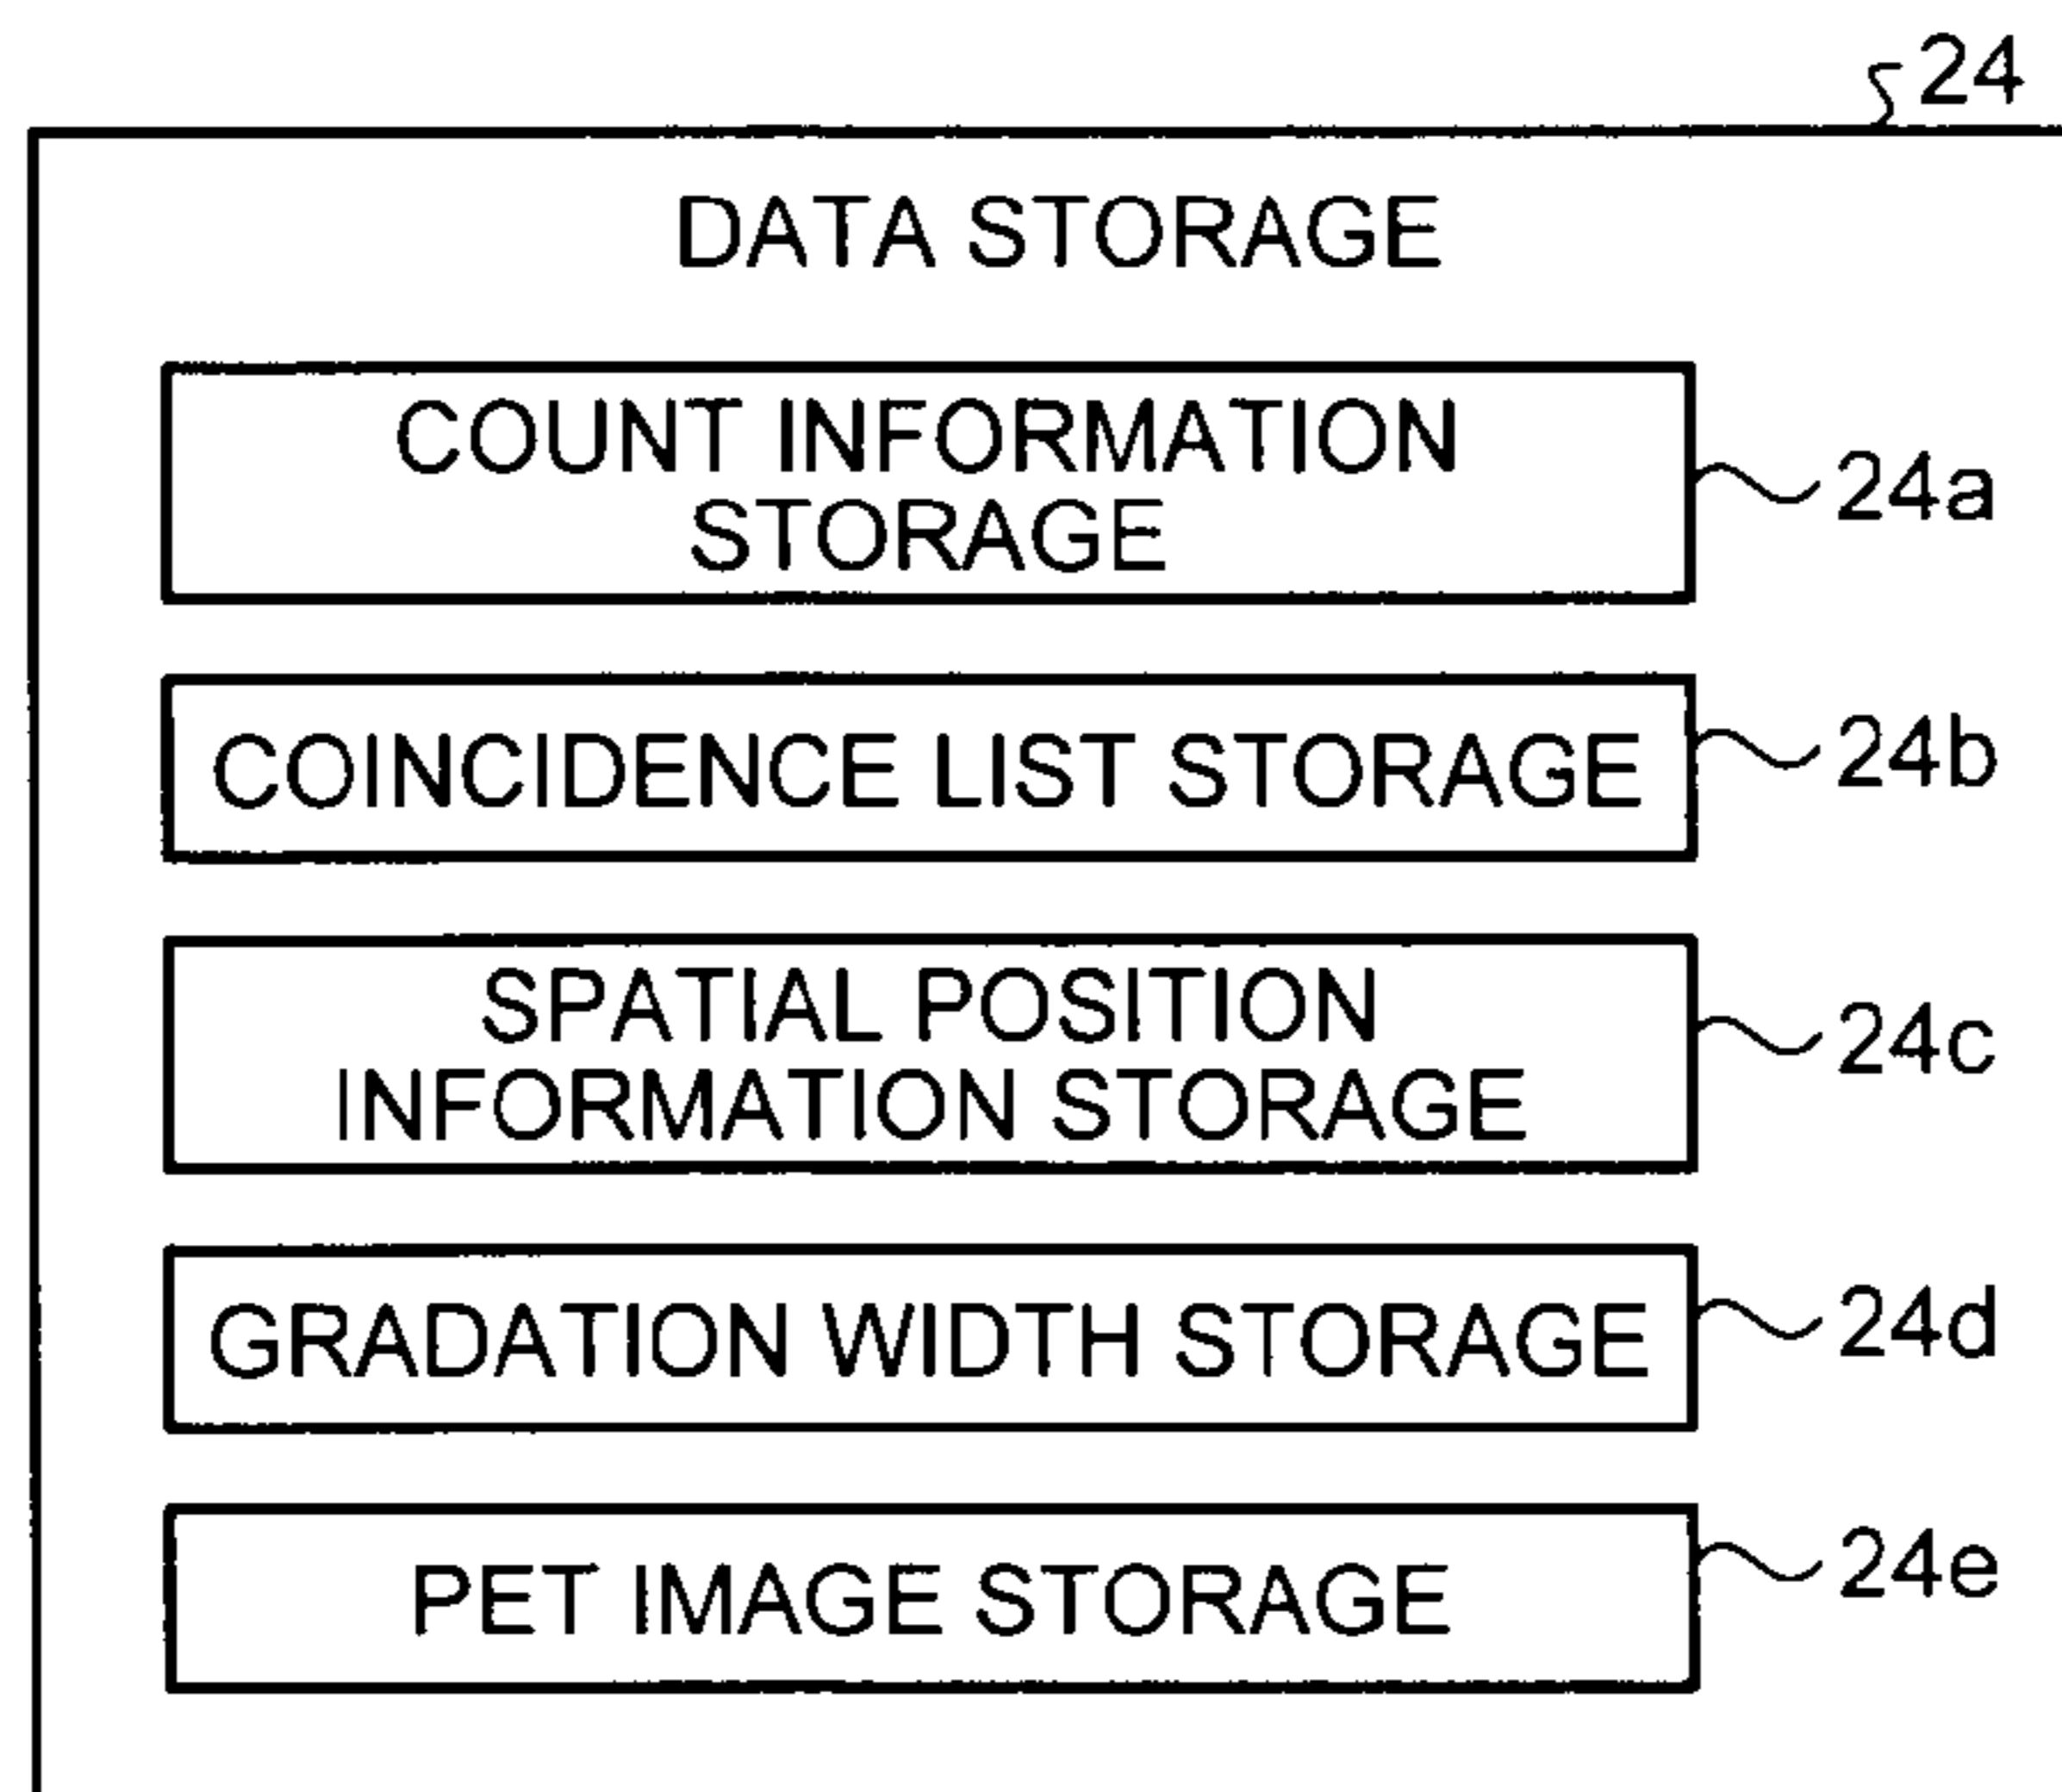 24
DATA STORAGE
COUNT INFORMATION
STORAGE
24a
COINCIDENCE LIST STORAGE
24b
SPATIAL POSITION
INFORMATION STORAGE
24c
GRADATION WIDTH STORAGE
24d
PET IMAGE STORAGE
24e